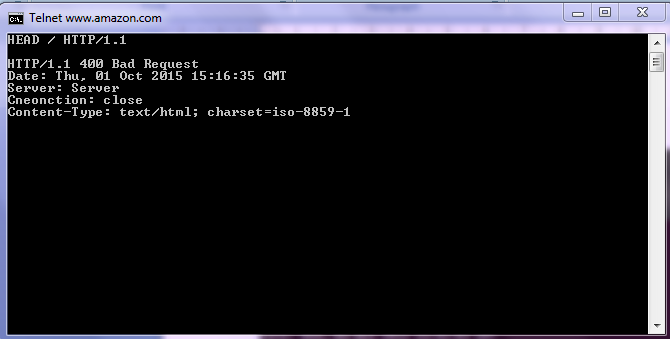 Telnet www.amazon.com
HEAD / HTTP/1.1
HTTP/1.1 400 Bad Request
Date: Thu, 01 Oct 2015 15:16:35 GMT
Server: Server
Cneonction: close
Content-Type: text/html; charset=iso-8859-1